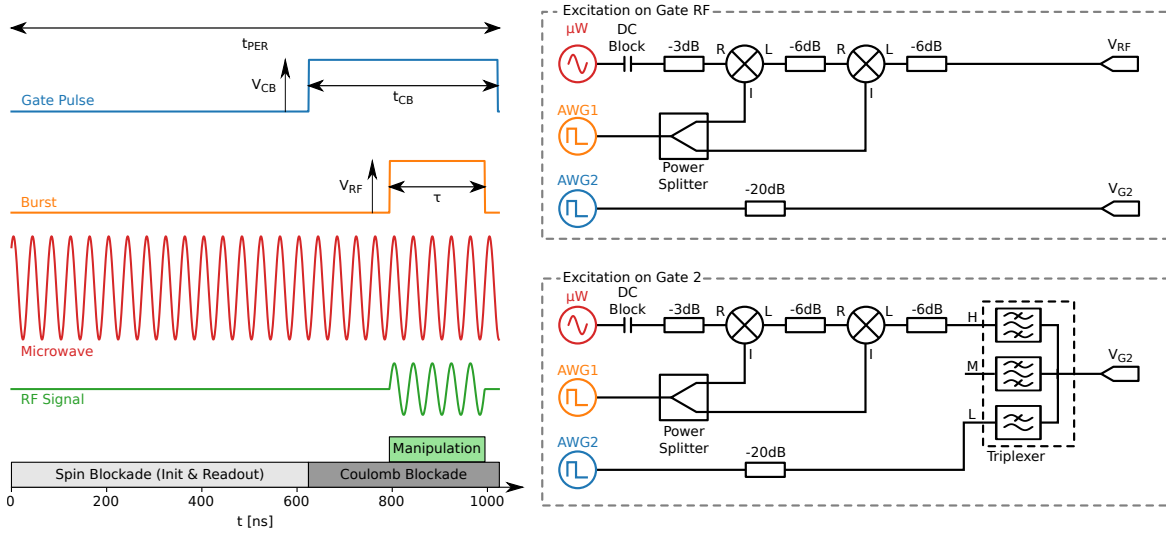 t_PER
V_CB
t_CB
Gate Pulse
V_RF
τ
Burst
Microwave
RF Signal
Manipulation
Spin Blockade (Init & Readout)
Coulomb Blockade
0 200 400 600 800 1000
t [ns]
Excitation on Gate RF
μW
DC
Block
-3dB
R
L
-6dB
R
L
-6dB
V_RF
I
I
AWG1
Power
Splitter
AWG2
-20dB
V_G2
Excitation on Gate 2
μW
DC
Block
-3dB
R
L
-6dB
R
L
-6dB
H
I
I
M
V_G2
AWG1
L
Power
Splitter
Triplexer
AWG2
-20dB